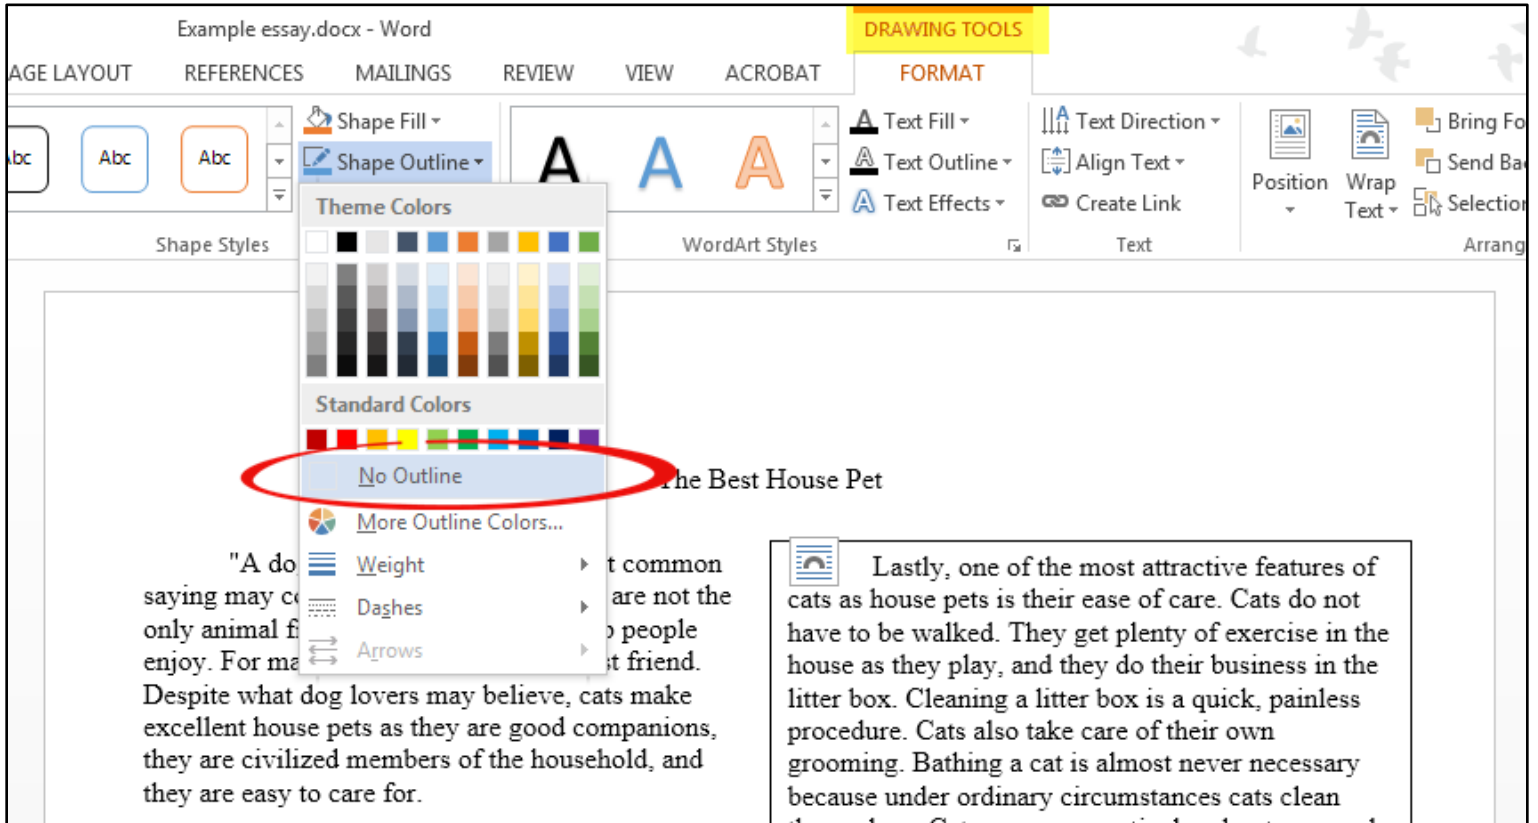 Example essay.docx - Word
DRAWING TOOLS
AGE LAYOUT REFERENCES MAILINGS REVIEW VIEW ACROBAT FORMAT
Abc Abc
Shape Fill
Shape Outline
A A A
Text Fill
Text Outline
Text Effects
Text Direction
Align Text
Create Link
Position
Wrap
Text
Bring Fo
Send Bac
Selection
Shape Styles
WordArt Styles
Text
Arrang
Theme Colors
Standard Colors
No Outline
More Outline Colors...
Weight
Dashes
Arrows
The Best House Pet
"A do t common
saying may co are not the
only animal f people
enjoy. For ma st friend.
Despite what dog lovers may believe, cats make
excellent house pets as they are good companions,
they are civilized members of the household, and
they are easy to care for.
Lastly, one of the most attractive features of
cats as house pets is their ease of care. Cats do not
have to be walked. They get plenty of exercise in the
house as they play, and they do their business in the
litter box. Cleaning a litter box is a quick, painless
procedure. Cats also take care of their own
grooming. Bathing a cat is almost never necessary
because under ordinary circumstances cats clean